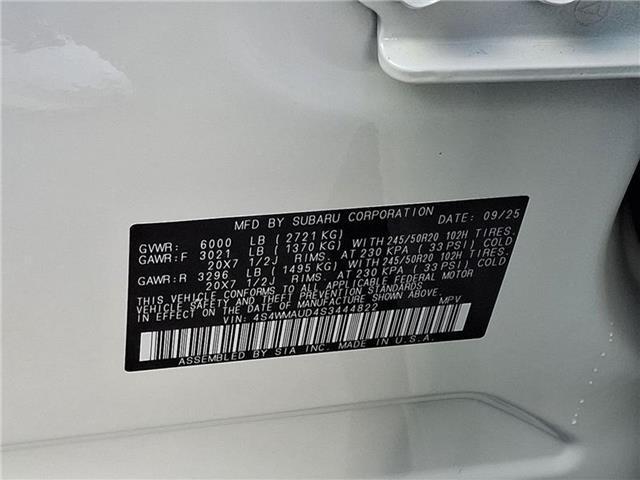 MFD BY SUBARU CORPORATION DATE: 09/25
GVWR: 6000 LB ( 2721 KG)
GAWR:F 3021 LB ( 1370 KG) WITH 245/50R20 102H TIRES.
20X7 1/2J RIMS. AT 230 KPA ( 33 PSI) COLD
GAWR:R 3296 LB ( 1495 KG) WITH 245/50R20 102H TIRES.
20X7 1/2J RIMS. AT 230 KPA ( 33 PSI) COLD
THIS VEHICLE CONFORMS TO ALL APPLICABLE FEDERAL MOTOR
VEHICLE SAFETY AND THEFT PREVENTION STANDARDS
IN EFFECT ON THE DATE OF MANUFACTURE SHOWN ABOVE.
VIN: 4S4WMAUD4S3444822 MPV
ASSEMBLED BY SIA INC. MADE IN U.S.A.